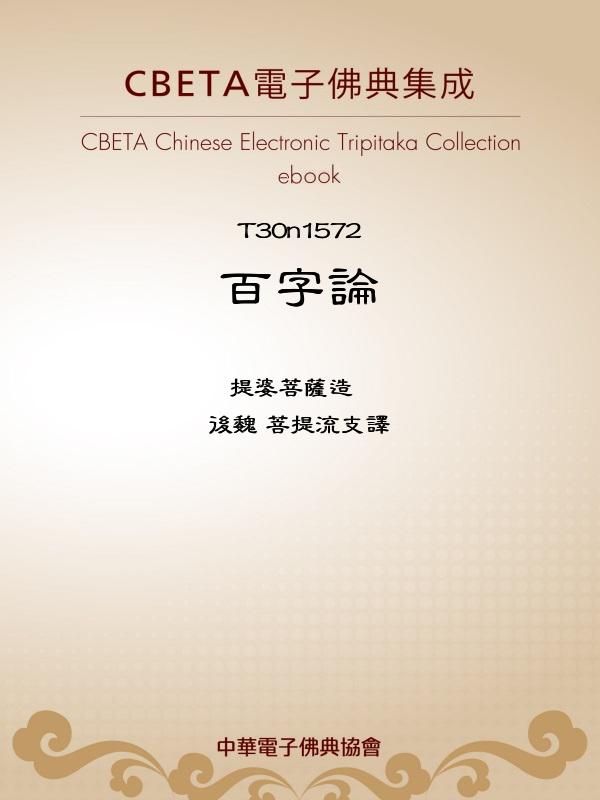 CBETA電子佛典集成
CBETA Chinese Electronic Tripitaka Collection
ebook
T30n1572
百字論
提婆菩薩造
後魏 菩提流支譯
中華電子佛典協會